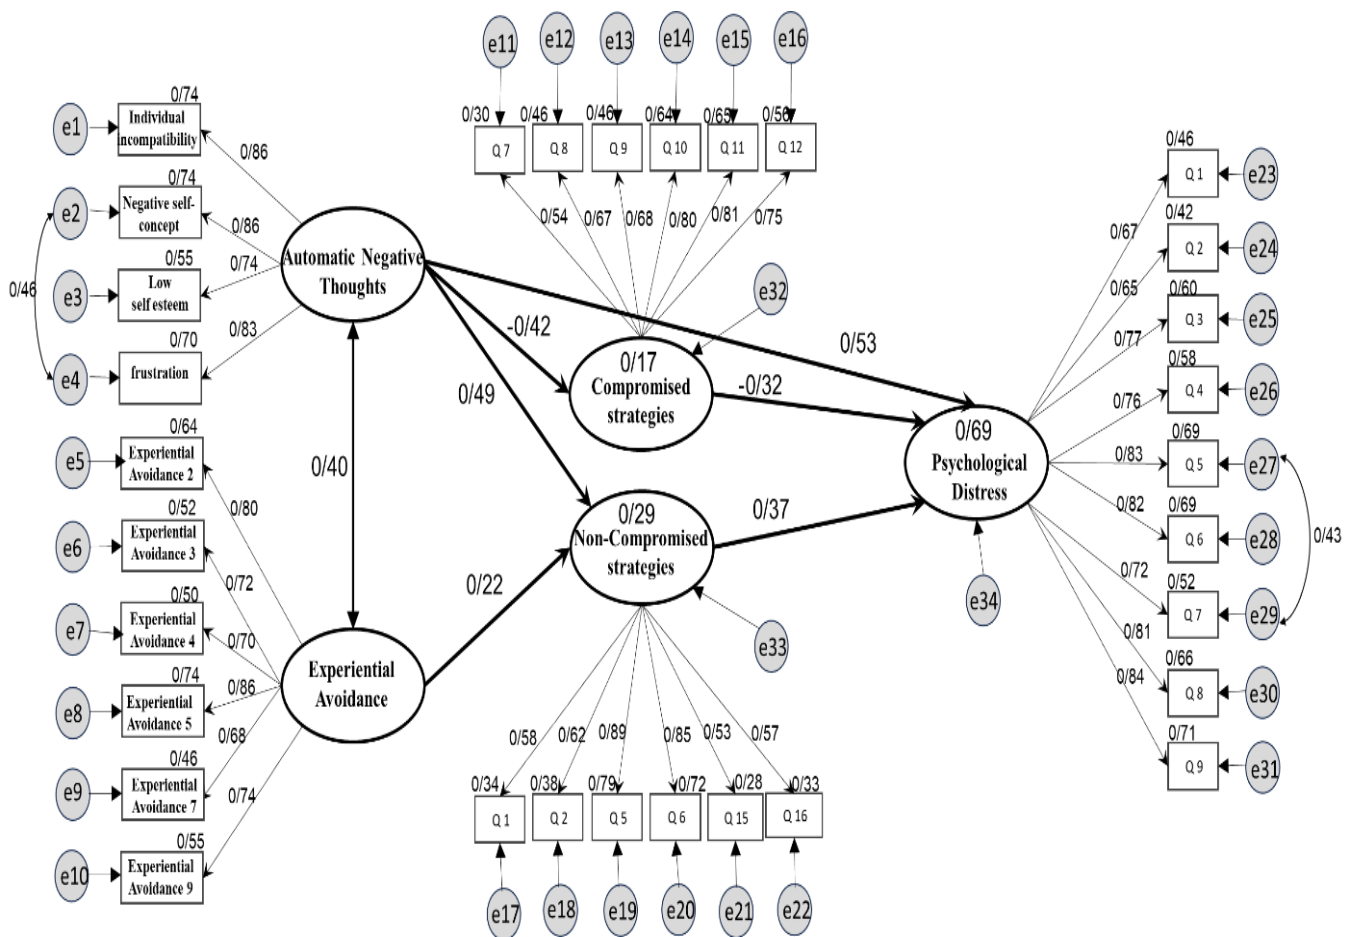 e11
e12
e13
e14
e15
e16
0/30
0/46
0/46
0/64
0/65
0/56
Q 7
Q 8
Q 9
Q 10
Q 11
Q 12
0/54
0/67
0/68
0/80
0/81
0/75
e1
0/74
Individual
incompatibility
0/86
e2
0/74
Negative self-
concept
0/86
e3
0/55
Low
self esteem
0/74
e4
0/70
frustration
0/83
0/46
Automatic Negative
Thoughts
0/40
e5
0/64
Experiential
Avoidance 2
0/80
e6
0/52
Experiential
Avoidance 3
0/72
e7
0/50
Experiential
Avoidance 4
0/70
e8
0/74
Experiential
Avoidance 5
0/86
e9
0/46
Experiential
Avoidance 7
0/68
e10
0/55
Experiential
Avoidance 9
0/74
Experiential
Avoidance
-0/42
0/49
0/22
0/53
e32
0/17
Compromised
strategies
-0/32
0/29
Non-Compromised
strategies
0/37
e33
0/69
Psychological
Distress
e34
0/58
0/62
0/89
0/85
0/53
0/57
0/34
0/38
0/79
0/72
0/28
0/33
Q 1
Q 2
Q 5
Q 6
Q 15
Q 16
e17
e18
e19
e20
e21
e22
0/67
0/46
Q 1
e23
0/65
0/42
Q 2
e24
0/77
0/60
Q 3
e25
0/76
0/58
Q 4
e26
0/83
0/69
Q 5
e27
0/82
0/69
Q 6
e28
0/72
0/52
Q 7
e29
0/81
0/66
Q 8
e30
0/84
0/71
Q 9
e31
0/43